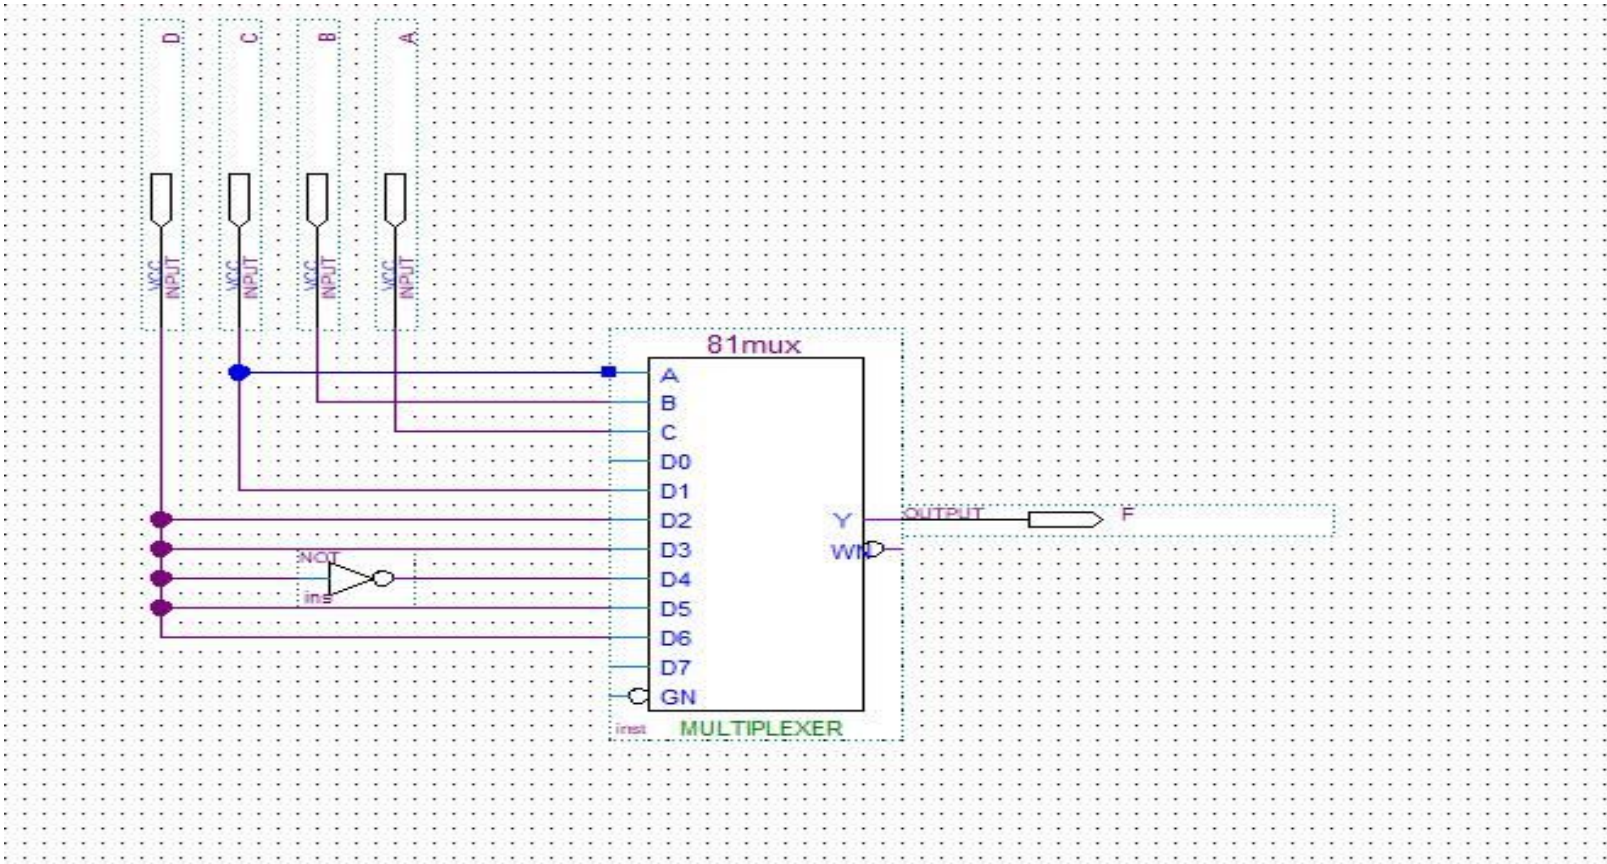 D C B A
VCC INPUT
VCC INPUT
VCC INPUT
VCC INPUT
81mux
A
B
C
D0
D1
D2
Y
OUTPUT
F
D3
WN
NOT
D4
ins
D5
D6
D7
GN
inst
MULTIPLEXER